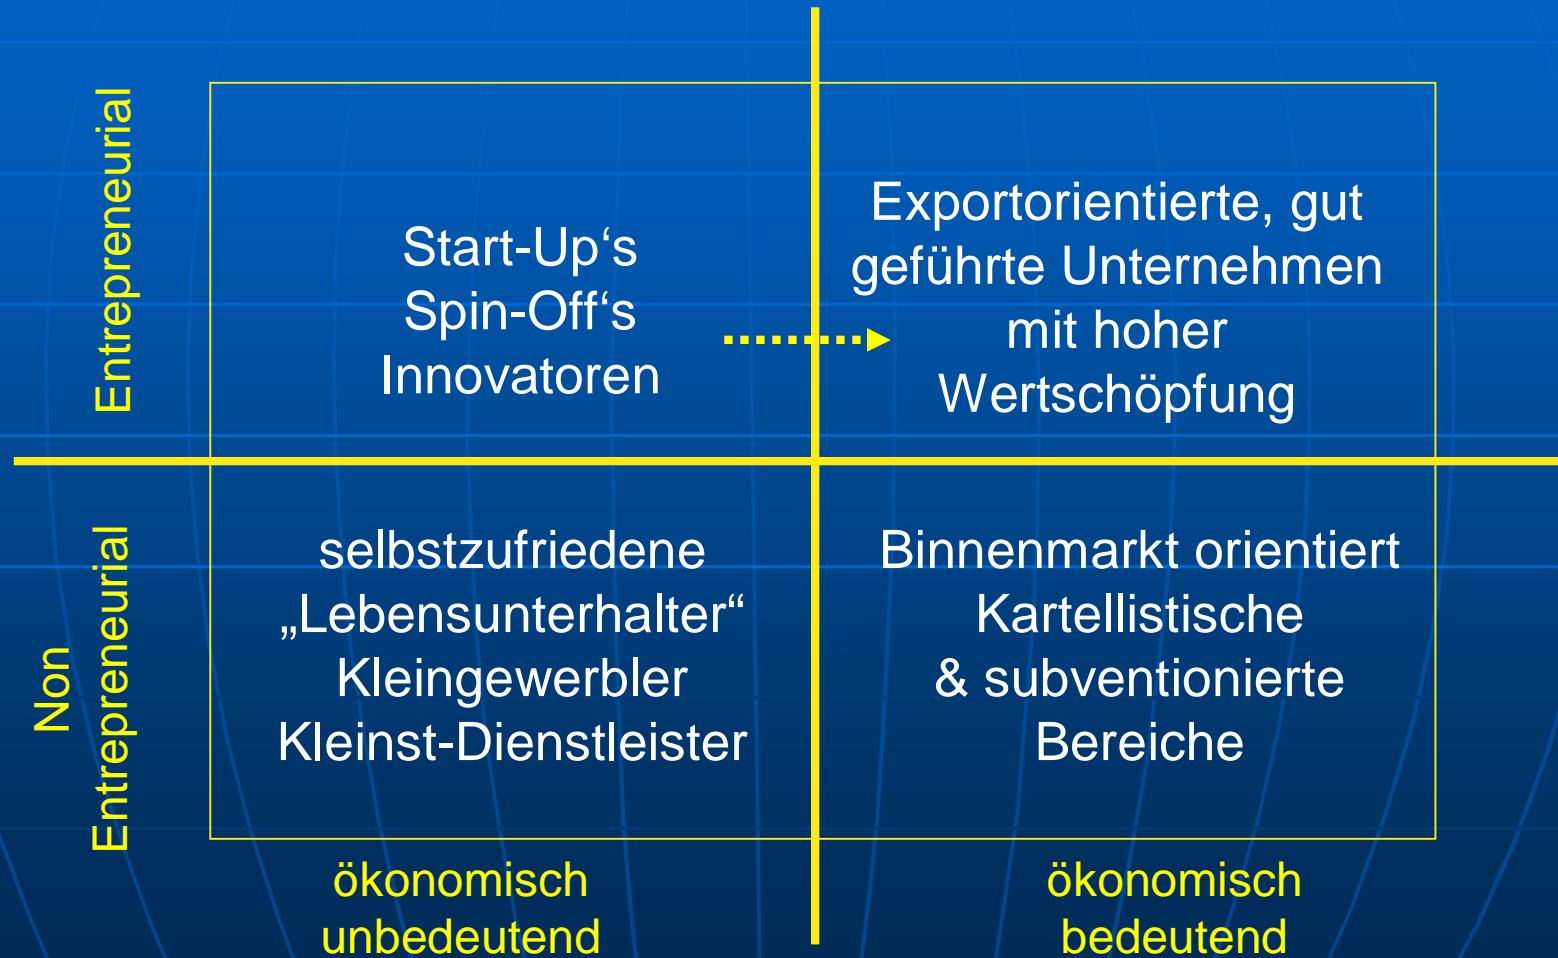 Entrepreneurial
Start-Up‘s
Spin-Off‘s
Innovatoren
Exportorientierte, gut
geführte Unternehmen
mit hoher
Wertschöpfung
Non
Entrepreneurial
selbstzufriedene
„Lebensunterhalter“
Kleingewerbler
Kleinst-Dienstleister
Binnenmarkt orientiert
Kartellistische
& subventionierte
Bereiche
ökonomisch
unbedeutend
ökonomisch
bedeutend